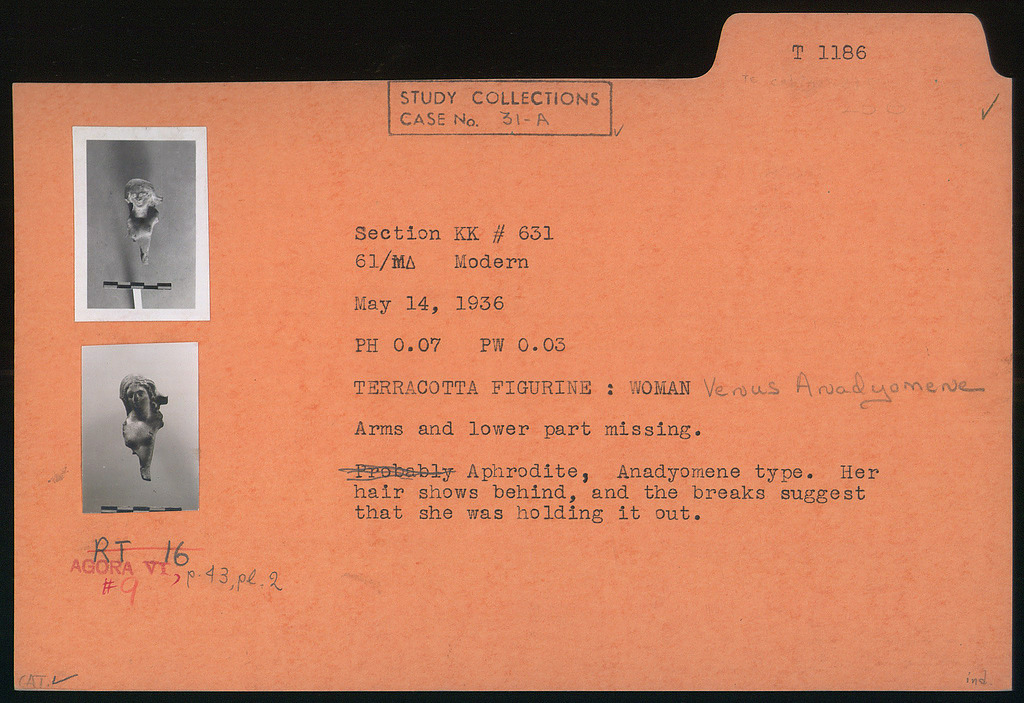 T 1186
STUDY COLLECTIONS
CASE No. 31-A
Section KK # 631
61/ΜΔ Modern
May 14, 1936
PH 0.07 PW 0.03
TERRACOTTA FIGURINE : WOMAN Venus Anadyomene
Arms and lower part missing.
Probably Aphrodite, Anadyomene type. Her
hair shows behind, and the breaks suggest
that she was holding it out.
RT 16
AGORA VI, p. 43, pl. 2
#9
CAT. ✓
ind.